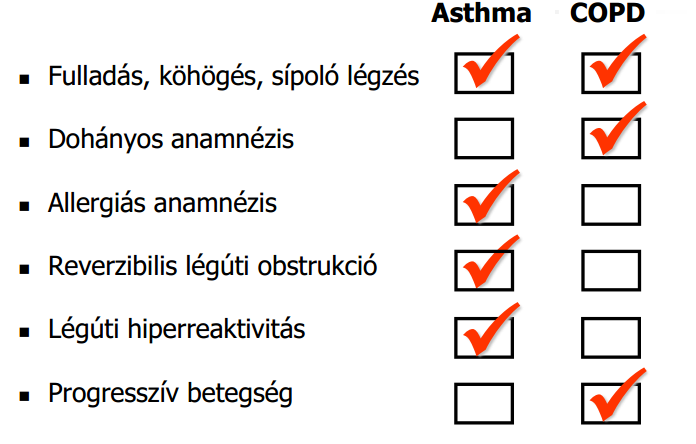 Asthma COPD
▪ Fulladás, köhögés, sípoló légzés
▪ Dohányos anamnézis
▪ Allergiás anamnézis
▪ Reverzibilis légúti obstrukció
▪ Légúti hiperreaktivitás
▪ Progresszív betegség